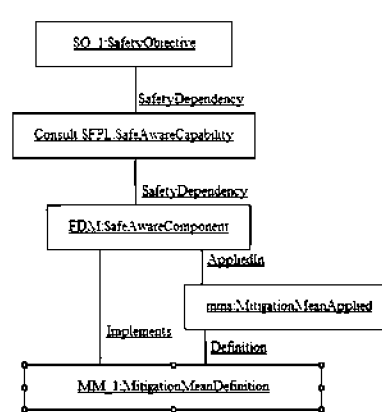 SO_1:SafetyObjective
SafetyDependency
Consult SFPL:SafeAwareCapability
SafetyDependency
FDM:SafeAwareComponent
AppliedIn
mma:MitigationMeanApplied
Implements
Definition
MM_1:MitigationMeanDefinition